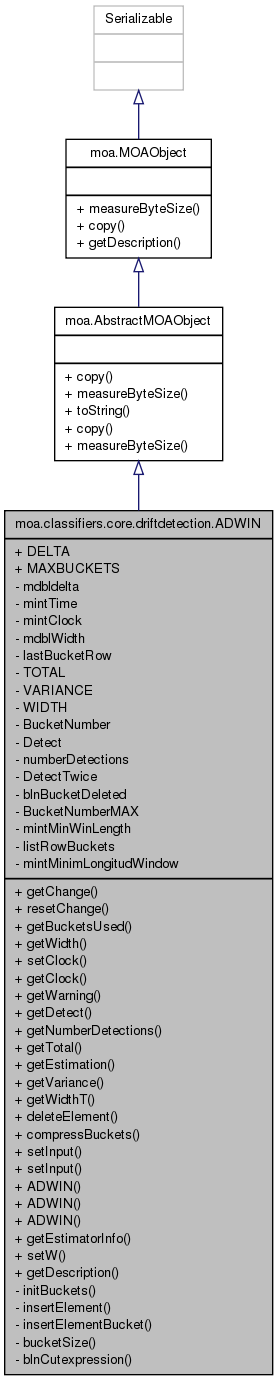 Serializable
moa.MOAObject
+ measureByteSize()
+ copy()
+ getDescription()
moa.AbstractMOAObject
+ copy()
+ measureByteSize()
+ toString()
+ copy()
+ measureByteSize()
moa.classifiers.core.driftdetection.ADWIN
+ DELTA
+ MAXBUCKETS
- mdbldelta
- mintTime
- mintClock
- mdblWidth
- lastBucketRow
- TOTAL
- VARIANCE
- WIDTH
- BucketNumber
- Detect
- numberDetections
- DetectTwice
- blnBucketDeleted
- BucketNumberMAX
- mintMinWinLength
- listRowBuckets
- mintMinimLongitudWindow
+ getChange()
+ resetChange()
+ getBucketsUsed()
+ getWidth()
+ setClock()
+ getClock()
+ getWarning()
+ getDetect()
+ getNumberDetections()
+ getTotal()
+ getEstimation()
+ getVariance()
+ getWidthT()
+ deleteElement()
+ compressBuckets()
+ setInput()
+ setInput()
+ ADWIN()
+ ADWIN()
+ ADWIN()
+ getEstimatorInfo()
+ setW()
+ getDescription()
- initBuckets()
- insertElement()
- insertElementBucket()
- bucketSize()
- blnCutexpression()